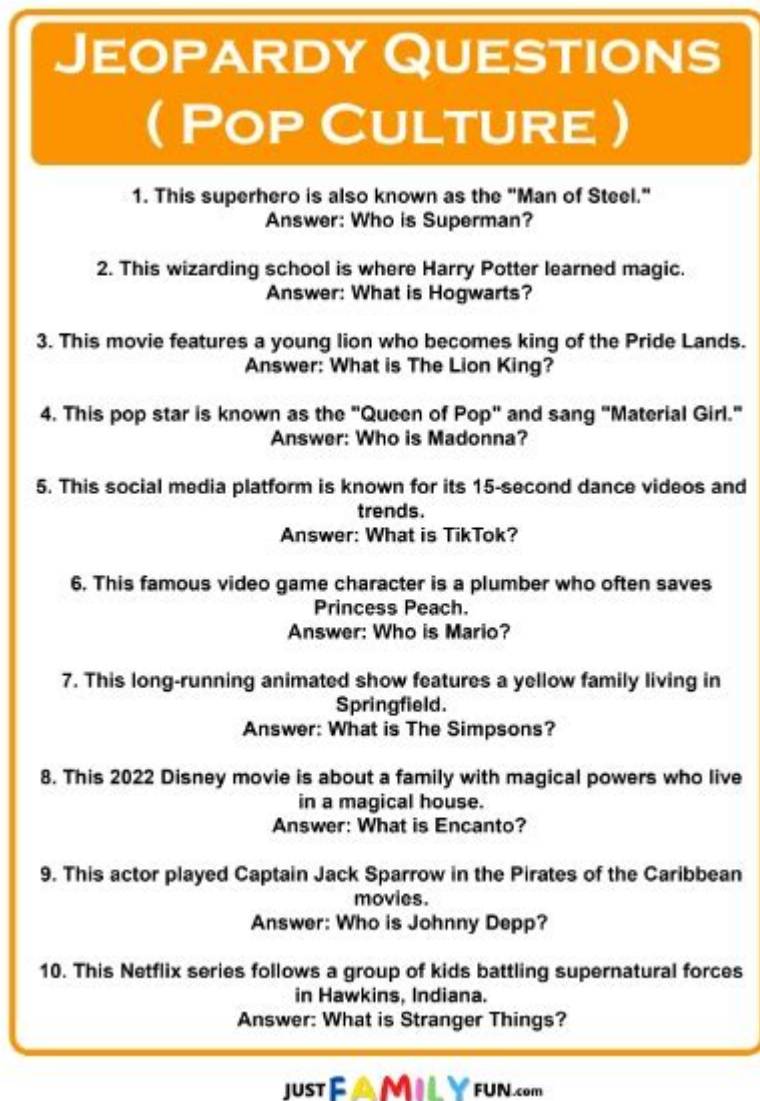 JEOPARDY QUESTIONS
( POP CULTURE )
1. This superhero is also known as the "Man of Steel."
Answer: Who is Superman?
2. This wizarding school is where Harry Potter learned magic.
Answer: What is Hogwarts?
3. This movie features a young lion who becomes king of the Pride Lands.
Answer: What is The Lion King?
4. This pop star is known as the "Queen of Pop" and sang "Material Girl."
Answer: Who is Madonna?
5. This social media platform is known for its 15-second dance videos and
trends.
Answer: What is TikTok?
6. This famous video game character is a plumber who often saves
Princess Peach.
Answer: Who is Mario?
7. This long-running animated show features a yellow family living in
Springfield.
Answer: What is The Simpsons?
8. This 2022 Disney movie is about a family with magical powers who live
in a magical house.
Answer: What is Encanto?
9. This actor played Captain Jack Sparrow in the Pirates of the Caribbean
movies.
Answer: Who is Johnny Depp?
10. This Netflix series follows a group of kids battling supernatural forces
in Hawkins, Indiana.
Answer: What is Stranger Things?
JUST FAMILY FUN.com